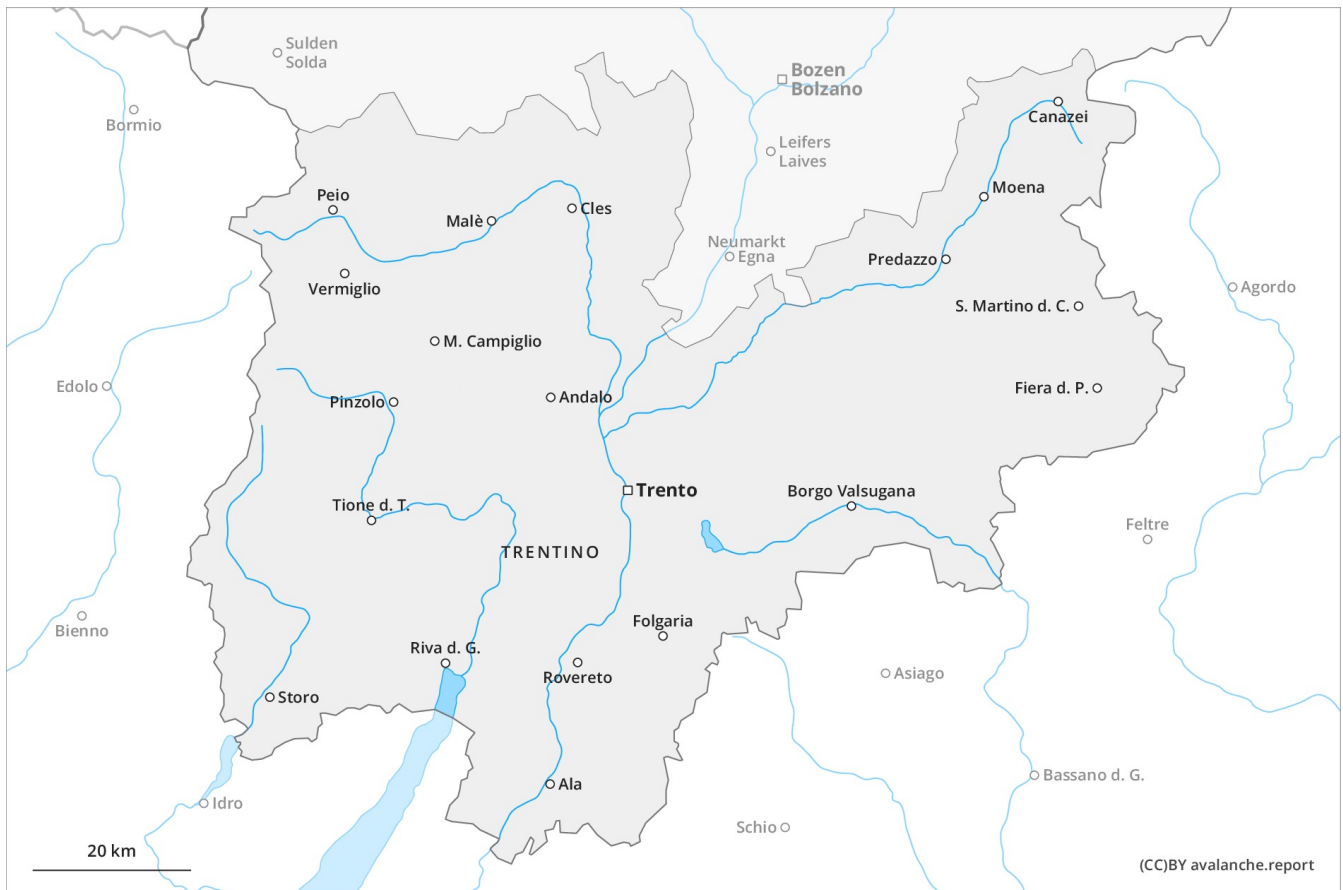 Sulden
Solda
Bozen
Bolzano
Bormio
Canazei
Leifers
Laives
Moena
Peio
Cles
Malè
Neumarkt
Egna
Predazzo
Vermiglio
Agordo
S. Martino d. C.
M. Campiglio
Edolo
Fiera d. P.
Andalo
Pinzolo
Trento
Borgo Valsugana
Tione d. T.
Feltre
TRENTINO
Folgaria
Bienno
Riva d. G.
Asiago
Rovereto
Storo
Bassano d. G.
Ala
Idro
Schio
20 km
(CC)BY avalanche.report